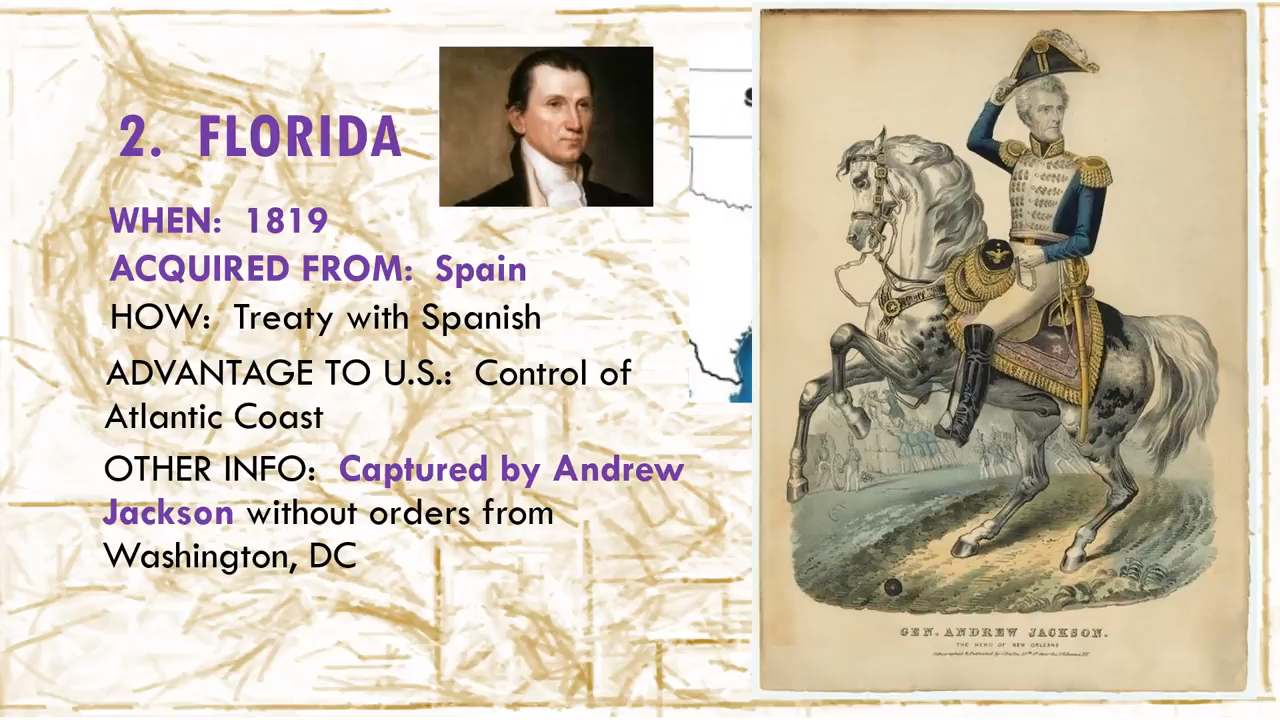 2. FLORIDA
WHEN: 1819
ACQUIRED FROM: Spain
HOW: Treaty with Spanish
ADVANTAGE TO U.S.: Control of
Atlantic Coast
OTHER INFO: Captured by Andrew
Jackson without orders from
Washington, DC
GEN. ANDREW JACKSON.
THE HERO OF NEW ORLEANS